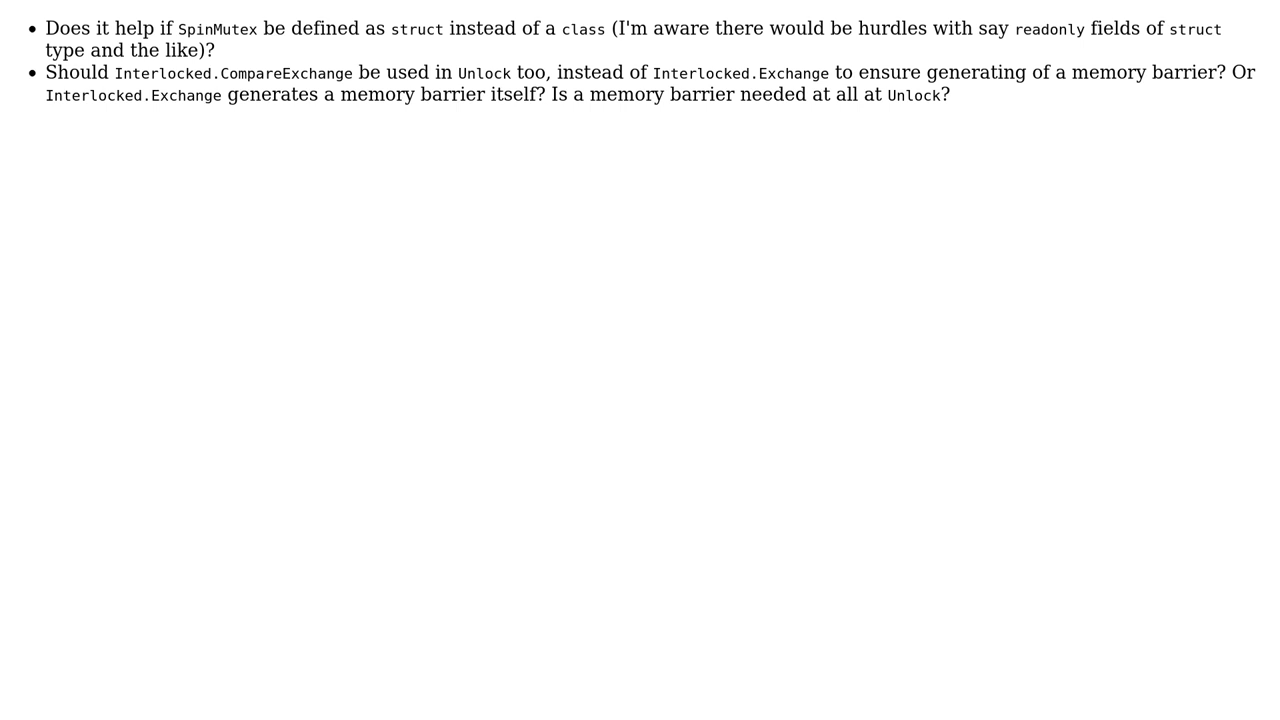 • Does it help if SpinMutex be defined as struct instead of a class (I'm aware there would be hurdles with say readonly fields of struct
type and the like)?
• Should Interlocked.CompareExchange be used in Unlock too, instead of Interlocked.Exchange to ensure generating of a memory barrier? Or
Interlocked.Exchange generates a memory barrier itself? Is a memory barrier needed at all at Unlock?